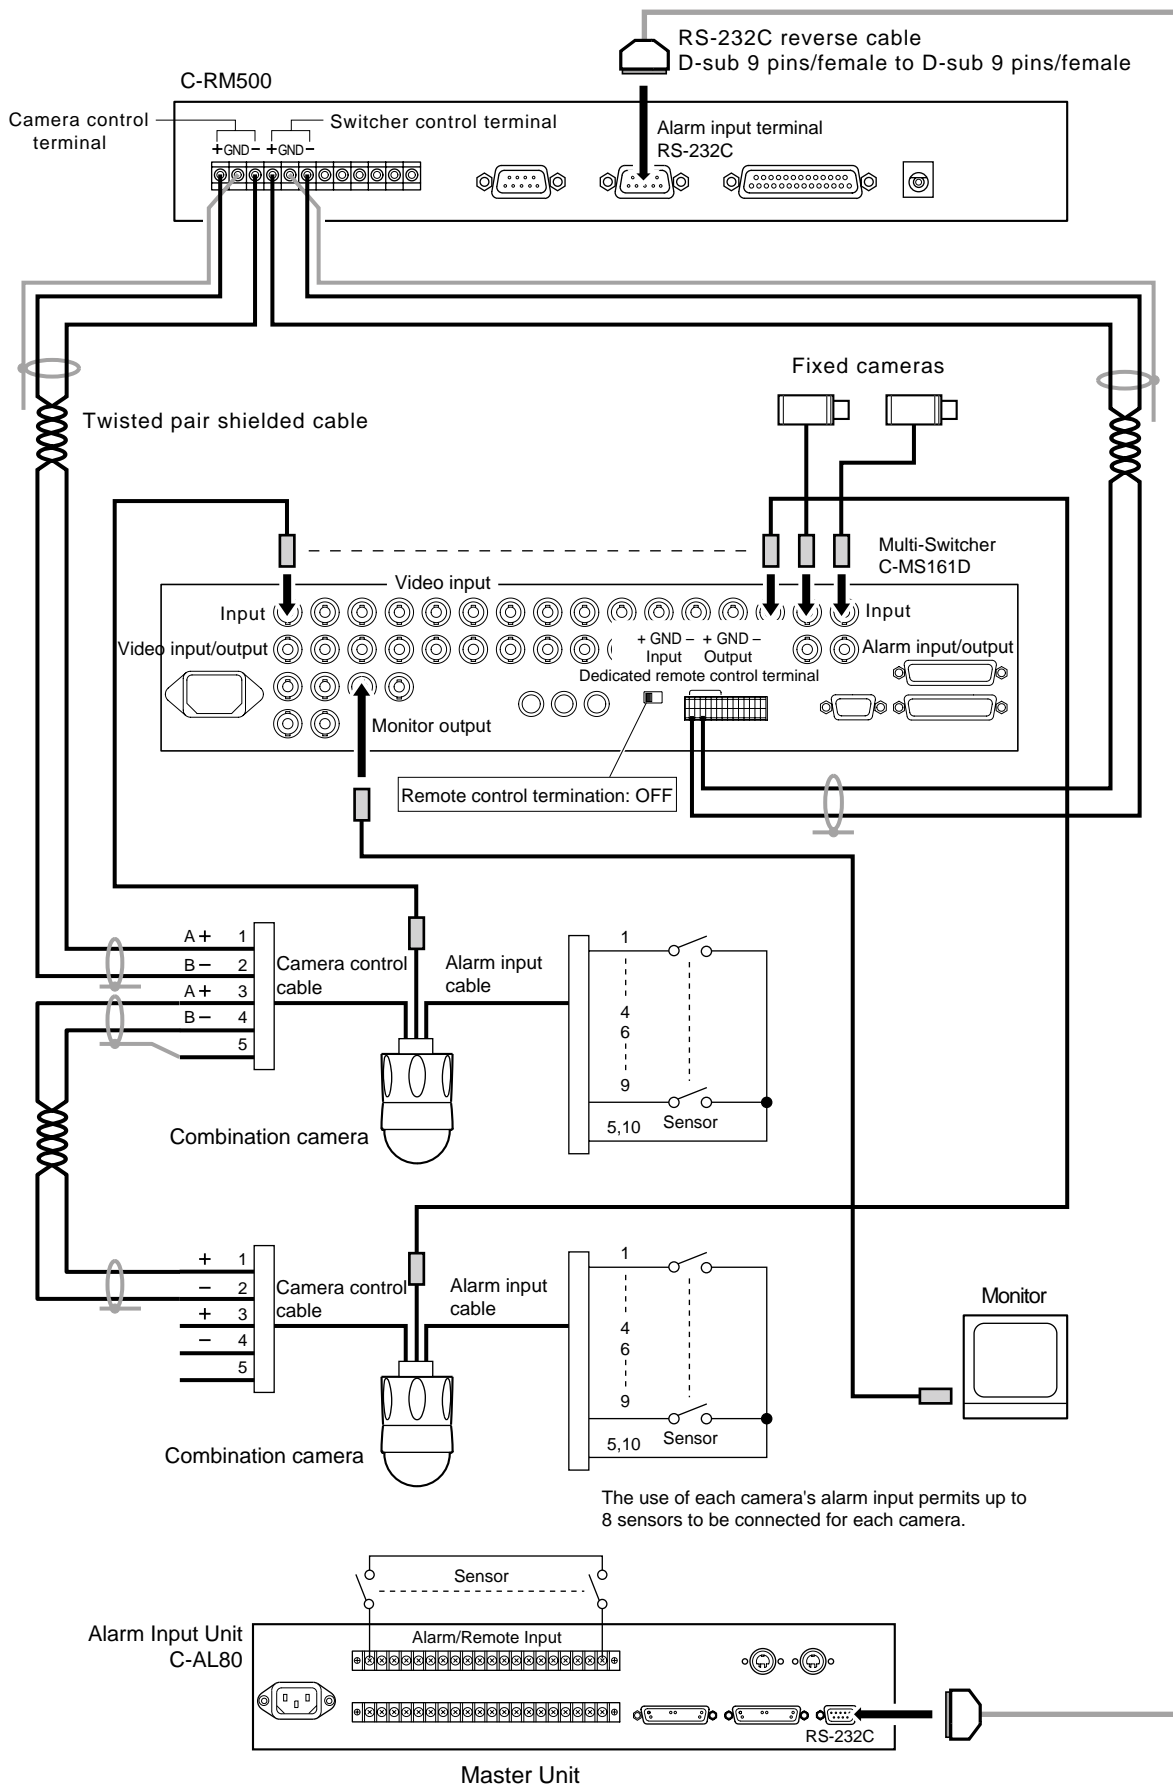 RS-232C reverse cable
D-sub 9 pins/female to D-sub 9 pins/female
C-RM500
Camera control
terminal
Switcher control terminal
+GND− +GND−
Alarm input terminal
RS-232C
Fixed cameras
Twisted pair shielded cable
Multi-Switcher
C-MS161D
Video input
Input
Input
Video input/output
+ GND − + GND −
Input Output
Alarm input/output
Dedicated remote control terminal
Monitor output
Remote control termination: OFF
A+ 1
B− 2
A+ 3
B− 4
5
Camera control
cable
Alarm input
cable
1
4
6
9
5,10
Sensor
Combination camera
+ 1
− 2
+ 3
− 4
5
Camera control
cable
Alarm input
cable
1
4
6
9
5,10
Sensor
Monitor
Combination camera
The use of each camera's alarm input permits up to
8 sensors to be connected for each camera.
Sensor
Alarm Input Unit
C-AL80
Alarm/Remote Input
RS-232C
Master Unit